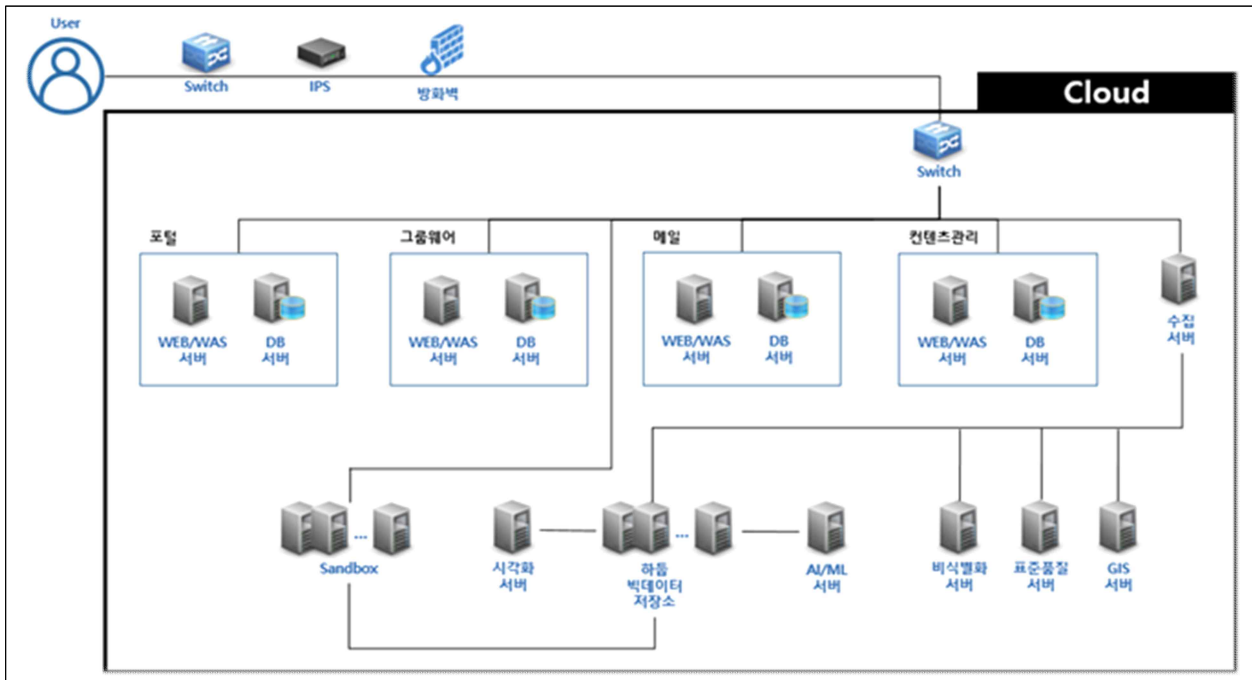 User
Switch
IPS
방화벽
Cloud
Switch
포털
그룹웨어
메일
컨텐츠관리
WEB/WAS
서버
DB
서버
WEB/WAS
서버
DB
서버
WEB/WAS
서버
DB
서버
WEB/WAS
서버
DB
서버
수집
서버
...
Sandbox
시각화
서버
...
하둡
빅데이터
저장소
AI/ML
서버
비식별화
서버
표준품질
서버
GIS
서버